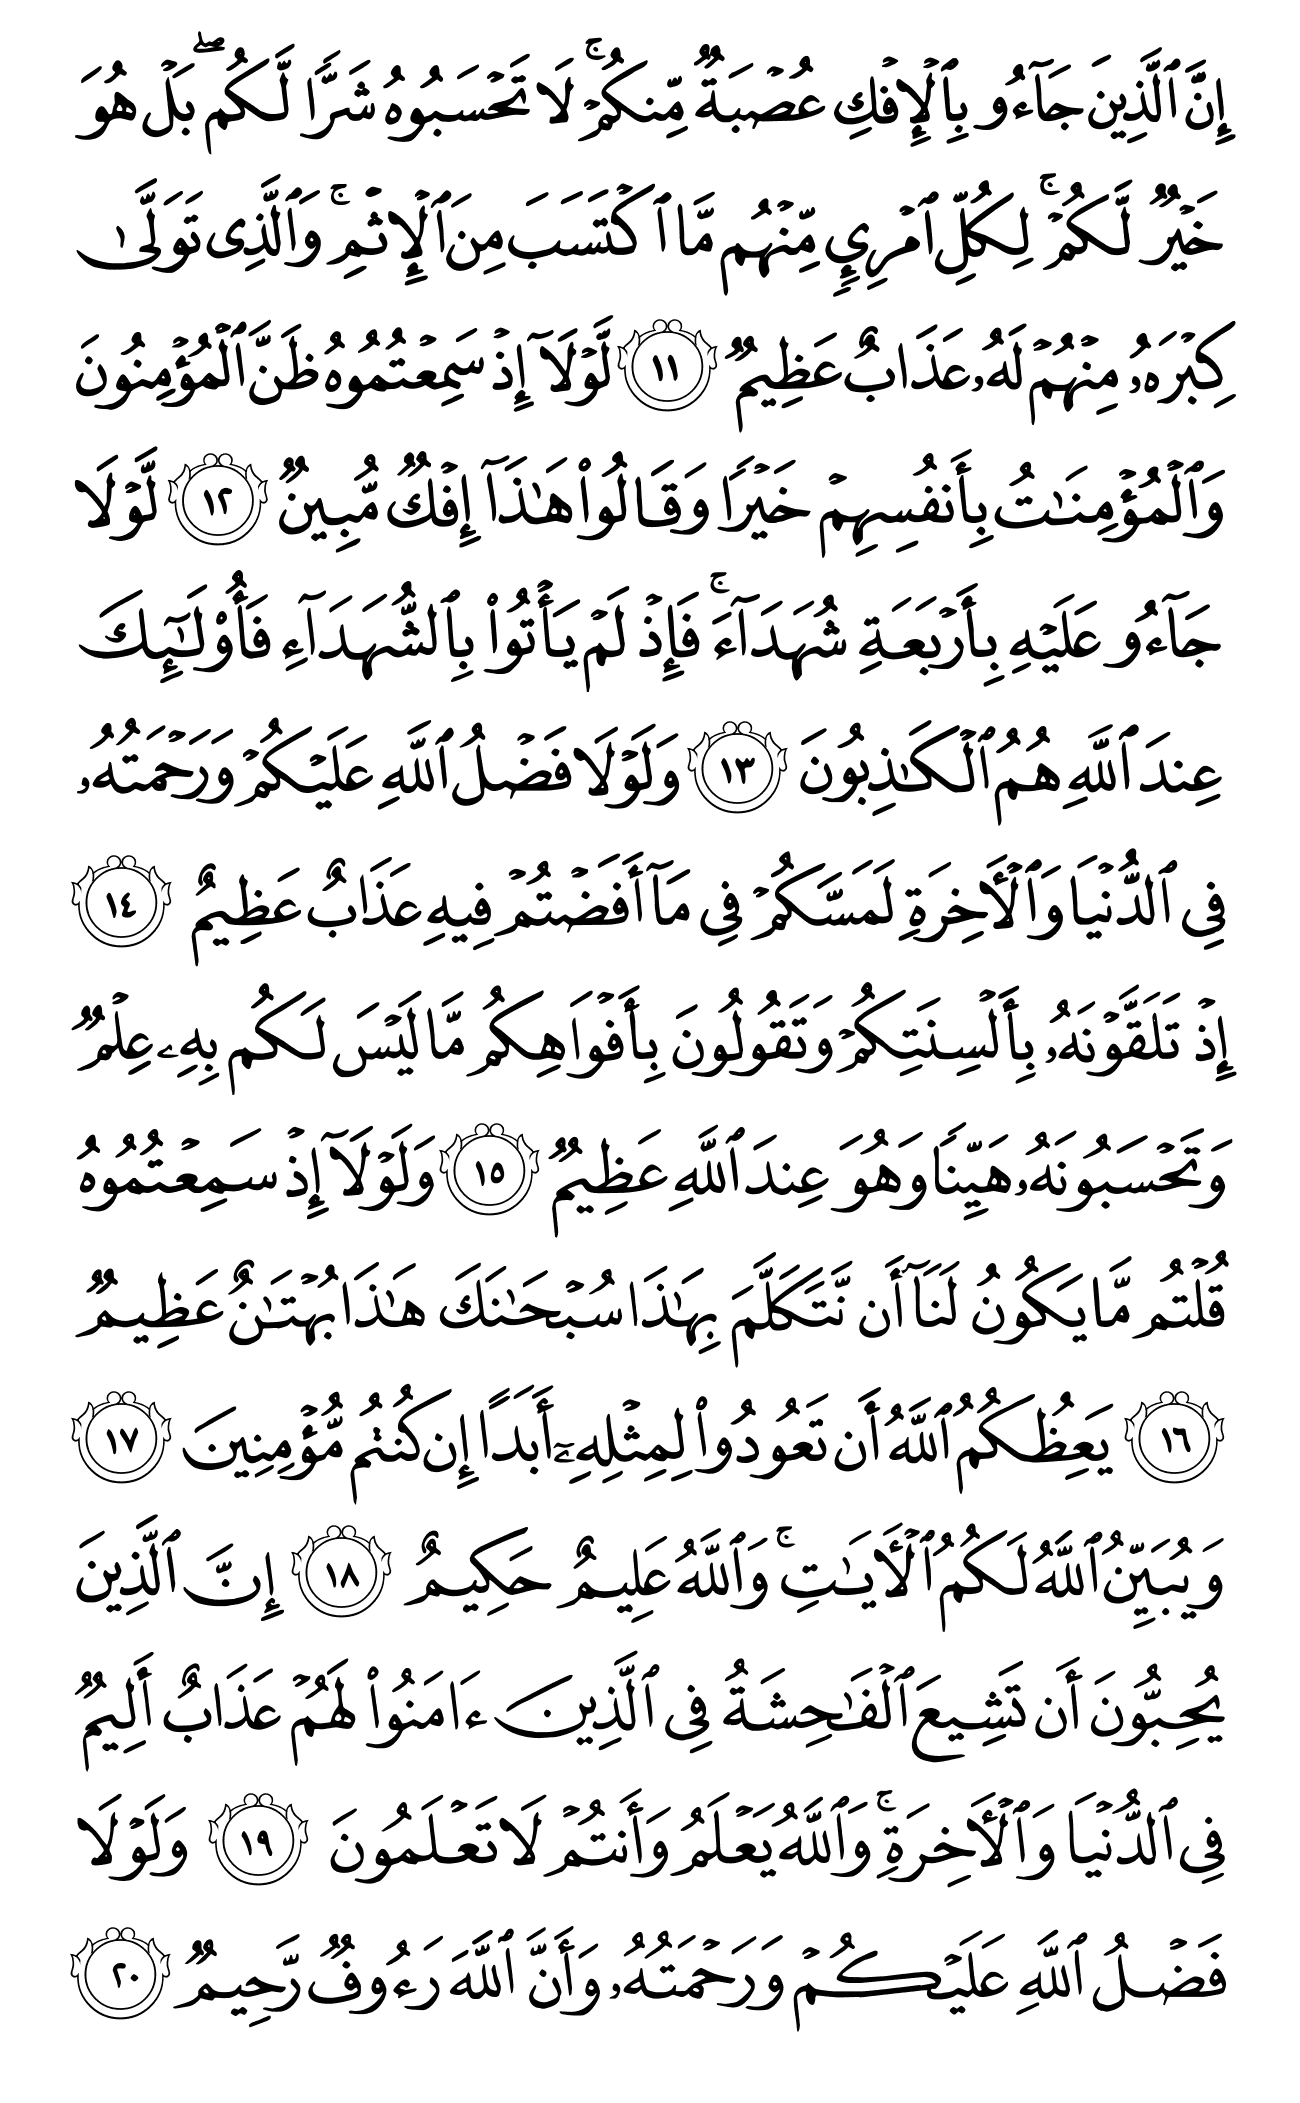 إِنَّ ٱلَّذِينَ جَآءُو بِٱلْإِفْكِ عُصْبَةٌ مِّنكُمْ ۚ لَا تَحْسَبُوهُ شَرًّا لَّكُم ۖ بَلْ هُوَ
خَيْرٌ لَّكُمْ ۚ لِكُلِّ ٱمْرِئٍ مِّنْهُم مَّا ٱكْتَسَبَ مِنَ ٱلْإِثْمِ ۚ وَٱلَّذِى تَوَلَّىٰ
كِبْرَهُۥ مِنْهُمْ لَهُۥ عَذَابٌ عَظِيمٌ ١١ لَّوْلَآ إِذْ سَمِعْتُمُوهُ ظَنَّ ٱلْمُؤْمِنُونَ
وَٱلْمُؤْمِنَـٰتُ بِأَنفُسِهِمْ خَيْرًا وَقَالُوا۟ هَـٰذَآ إِفْكٌ مُّبِينٌ ١٢ لَّوْلَا
جَآءُو عَلَيْهِ بِأَرْبَعَةِ شُهَدَآءَ ۚ فَإِذْ لَمْ يَأْتُوا۟ بِٱلشُّهَدَآءِ فَأُو۟لَـٰٓئِكَ
عِندَ ٱللَّهِ هُمُ ٱلْكَـٰذِبُونَ ١٣ وَلَوْلَا فَضْلُ ٱللَّهِ عَلَيْكُمْ وَرَحْمَتُهُۥ
فِى ٱلدُّنْيَا وَٱلْـَٔاخِرَةِ لَمَسَّكُمْ فِى مَآ أَفَضْتُمْ فِيهِ عَذَابٌ عَظِيمٌ ١٤
إِذْ تَلَقَّوْنَهُۥ بِأَلْسِنَتِكُمْ وَتَقُولُونَ بِأَفْوَاهِكُم مَّا لَيْسَ لَكُم بِهِۦ عِلْمٌ
وَتَحْسَبُونَهُۥ هَيِّنًا وَهُوَ عِندَ ٱللَّهِ عَظِيمٌ ١٥ وَلَوْلَآ إِذْ سَمِعْتُمُوهُ
قُلْتُم مَّا يَكُونُ لَنَآ أَن نَّتَكَلَّمَ بِهَـٰذَا سُبْحَـٰنَكَ هَـٰذَا بُهْتَـٰنٌ عَظِيمٌ
١٦ يَعِظُكُمُ ٱللَّهُ أَن تَعُودُوا۟ لِمِثْلِهِۦٓ أَبَدًا إِن كُنتُم مُّؤْمِنِينَ ١٧
وَيُبَيِّنُ ٱللَّهُ لَكُمُ ٱلْـَٔايَـٰتِ ۚ وَٱللَّهُ عَلِيمٌ حَكِيمٌ ١٨ إِنَّ ٱلَّذِينَ
يُحِبُّونَ أَن تَشِيعَ ٱلْفَـٰحِشَةُ فِى ٱلَّذِينَ ءَامَنُوا۟ لَهُمْ عَذَابٌ أَلِيمٌ
فِى ٱلدُّنْيَا وَٱلْـَٔاخِرَةِ ۚ وَٱللَّهُ يَعْلَمُ وَأَنتُمْ لَا تَعْلَمُونَ ١٩ وَلَوْلَا
فَضْلُ ٱللَّهِ عَلَيْكُمْ وَرَحْمَتُهُۥ وَأَنَّ ٱللَّهَ رَءُوفٌ رَّحِيمٌ ٢٠